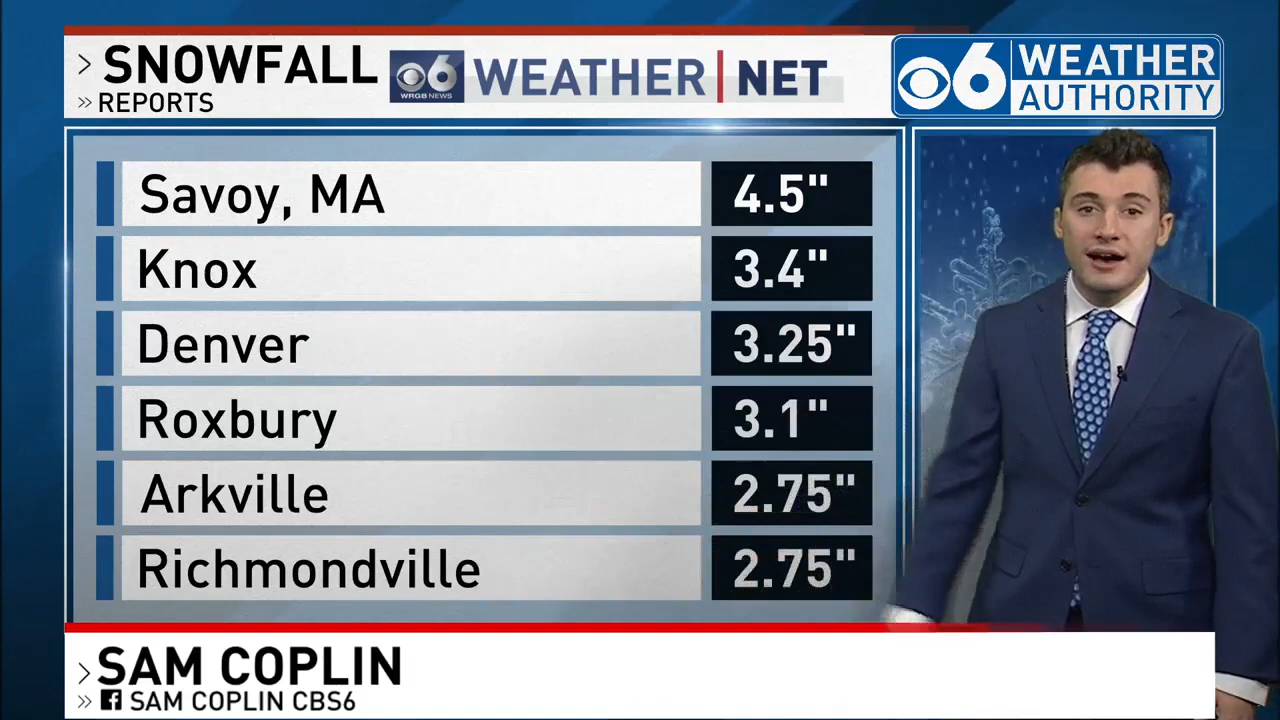 > SNOWFALL
>> REPORTS
6
WRGB NEWS
WEATHER | NET
6 WEATHER AUTHORITY
Savoy, MA 4.5"
Knox 3.4"
Denver 3.25"
Roxbury 3.1"
Arkville 2.75"
Richmondville 2.75"
> SAM COPLIN
>> f SAM COPLIN CBS6